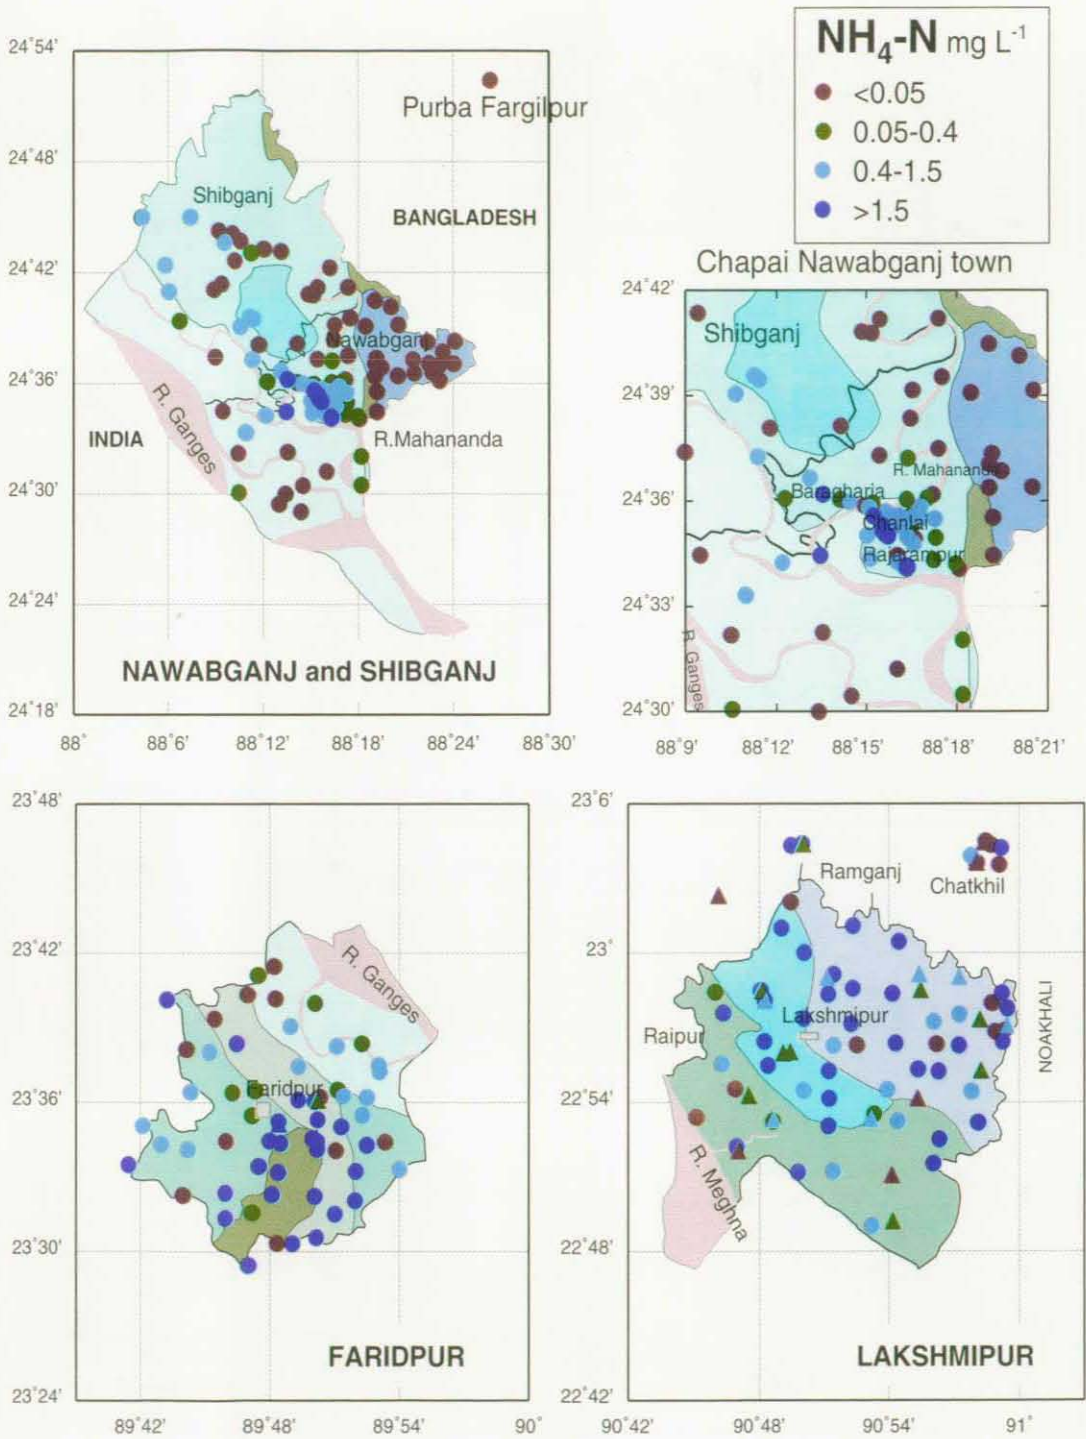 NH₄-N mg L⁻¹
<0.05
0.05-0.4
0.4-1.5
>1.5
24°54'
24°48'
24°42'
24°36'
24°30'
24°24'
24°18'
88°
88°6'
88°12'
88°18'
88°24'
88°30'
Purba Fargilpur
Shibganj
BANGLADESH
Nawabganj
R. Ganges
INDIA
R.Mahananda
NAWABGANJ and SHIBGANJ
Chapai Nawabganj town
24°42'
24°39'
24°36'
24°33'
24°30'
88°9'
88°12'
88°15'
88°18'
88°21'
Shibganj
R. Mahananda
Baragharia
Chanlai
Rajarampur
R. Ganges
23°48'
23°42'
23°36'
23°30'
23°24'
89°42'
89°48'
89°54'
90°
R. Ganges
Faridpur
FARIDPUR
23°6'
23°
22°54'
22°48'
22°42'
90°42'
90°48'
90°54'
91°
Ramganj
Chatkhil
Lakshmipur
Raipur
NOAKHALI
R. Meghna
LAKSHMIPUR